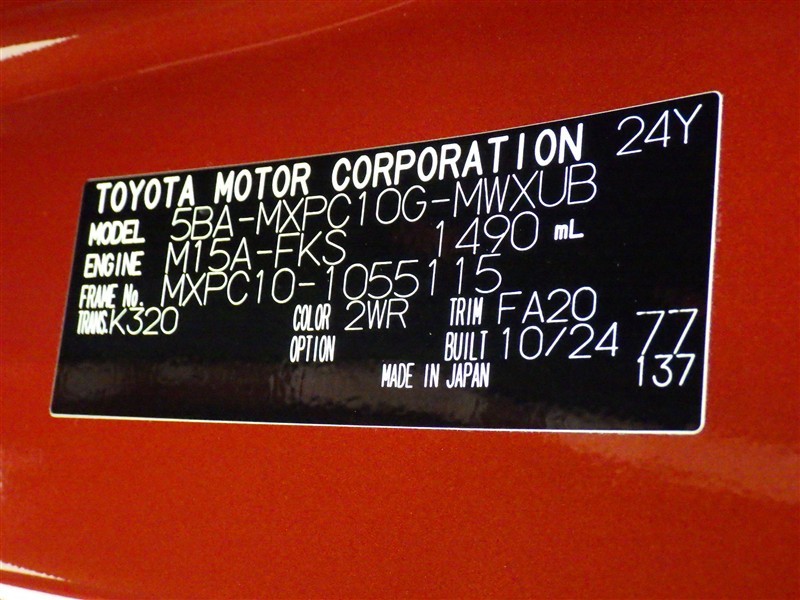 TOYOTA MOTOR CORPORATION 24Y
MODEL 5BA-MXPC10G-MWXUB
ENGINE M15A-FKS 1490 mL
FRAME No. MXPC10-1055115
TRANS. K320 COLOR 2WR TRIM FA20 77
OPTION BUILT 10/24 137
MADE IN JAPAN